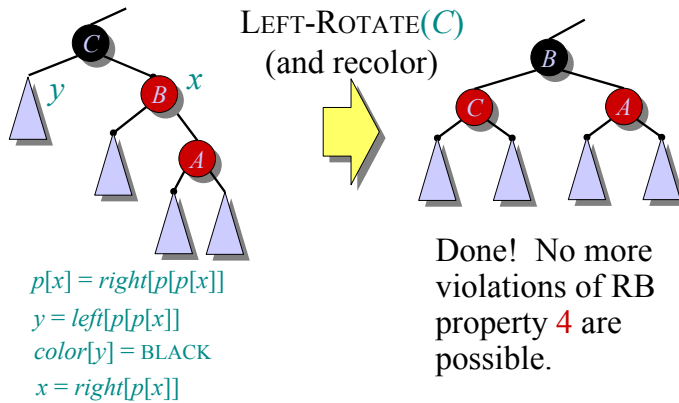 C
y
B
x
A
LEFT-ROTATE(C)
(and recolor)
B
C
A
p[x] = right[p[p[x]]
y = left[p[p[x]]
color[y] = BLACK
x = right[p[x]]
Done! No more
violations of RB
property 4 are
possible.